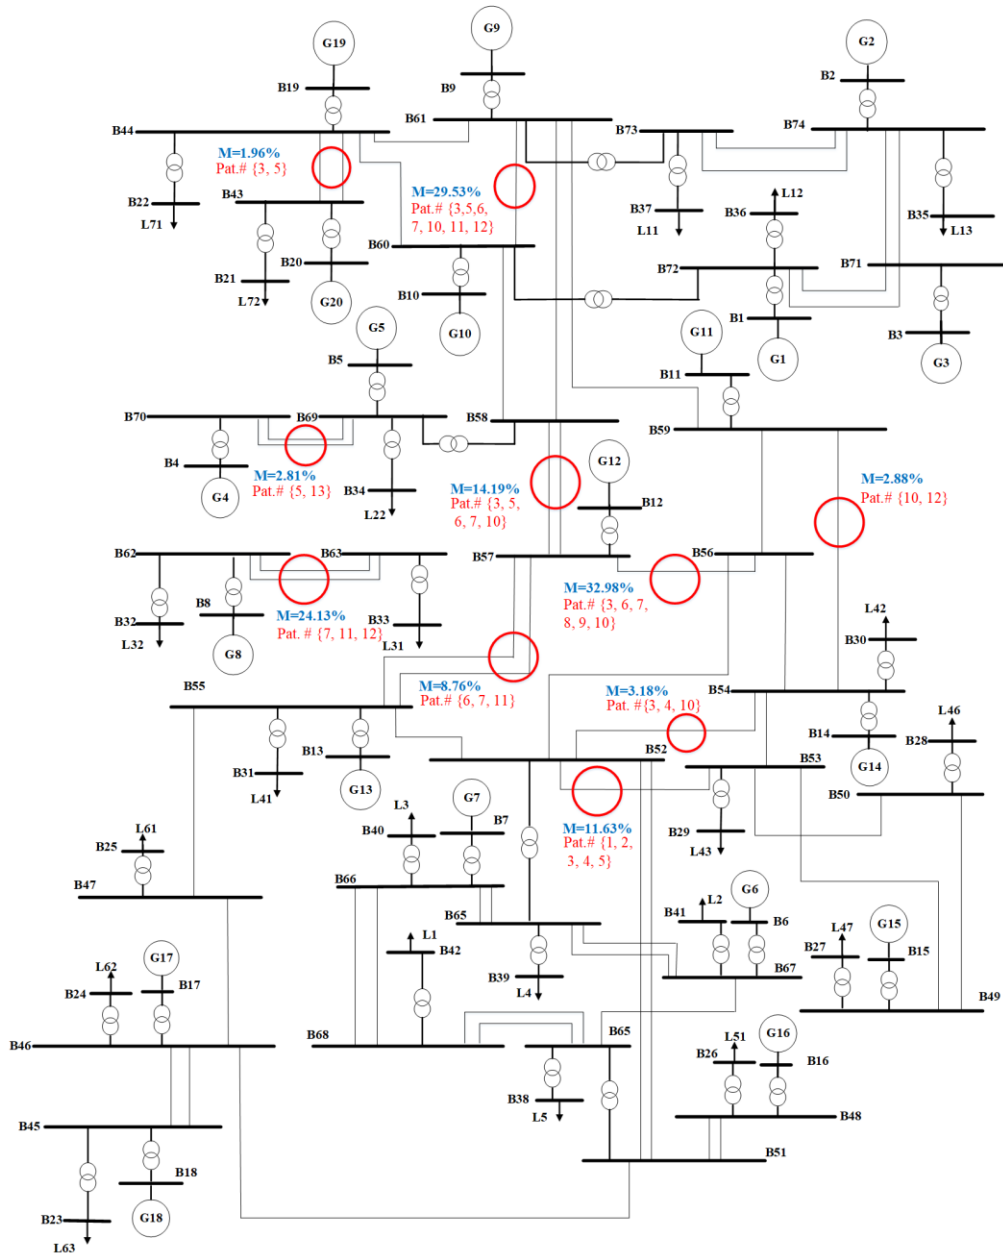 G19
G9
G2
B19
B9
B2
B44
B61
B73
B74
M=1.96%
Pat.# {3, 5}
M=29.53%
Pat.# {3,5,6,
7, 10, 11, 12}
L12
B22
B43
B37
B36
B35
L71
L11
L13
B60
B72
B71
B21
B20
B10
L72
G20
G10
B1
G1
B3
G3
G5
G11
B5
B11
B70
B69
B58
B59
B4
G4
M=2.81%
Pat.# {5, 13}
B34
L22
M=14.19%
Pat.# {3, 5,
6, 7, 10}
G12
B12
M=2.88%
Pat.# {10, 12}
B62
B63
B57
B56
M=32.98%
Pat.# {3, 6, 7,
8, 9, 10}
B32
L32
B8
G8
M=24.13%
Pat. # {7, 11, 12}
B33
L31
L42
B30
B55
M=8.76%
Pat.# {6, 7, 11}
M=3.18%
Pat. #{3, 4, 10}
B54
L46
B31
L41
B13
G13
B52
B14
G14
B28
B53
B50
L3
G7
B40
B7
M=11.63%
Pat.# {1, 2,
3, 4, 5}
B29
L43
L61
B25
B47
B66
B65
L2
G6
B41
B6
L47
G15
B27
B15
L1
B42
L62
G17
B24
B17
B39
L4
B67
B49
B46
B68
B65
L51
G16
B26
B16
B38
L5
B48
B45
B51
B18
B23
G18
L63